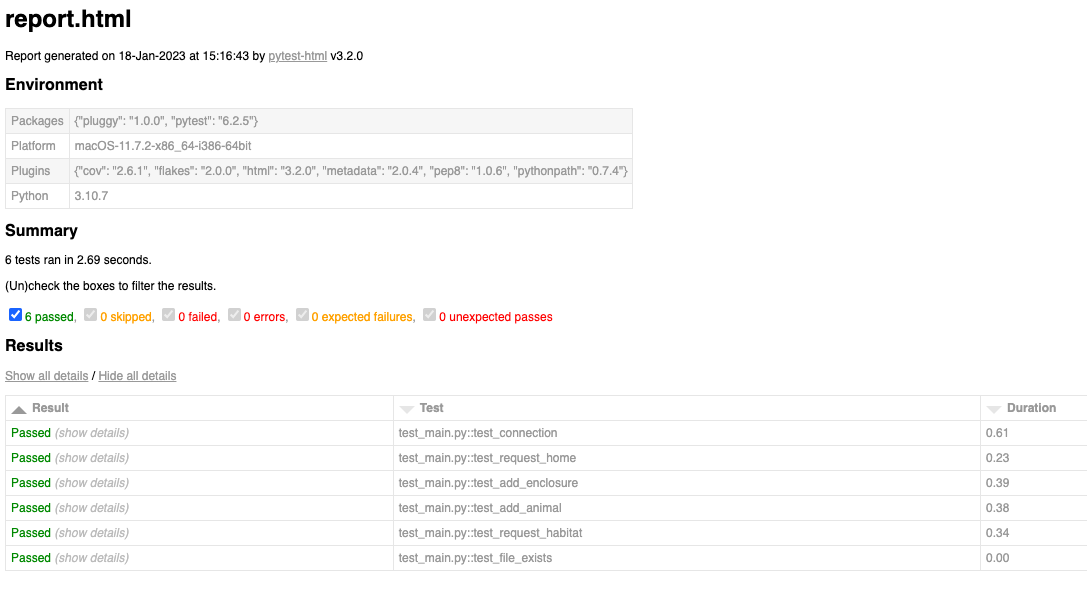 report.html
Report generated on 18-Jan-2023 at 15:16:43 by pytest-html v3.2.0
Environment
Packages {"pluggy": "1.0.0", "pytest": "6.2.5"}
Platform macOS-11.7.2-x86_64-i386-64bit
Plugins {"cov": "2.6.1", "flakes": "2.0.0", "html": "3.2.0", "metadata": "2.0.4", "pep8": "1.0.6", "pythonpath": "0.7.4"}
Python 3.10.7
Summary
6 tests ran in 2.69 seconds.
(Un)check the boxes to filter the results.
6 passed, 0 skipped, 0 failed, 0 errors, 0 expected failures, 0 unexpected passes
Results
Show all details / Hide all details
Result Test Duration
Passed (show details) test_main.py::test_connection 0.61
Passed (show details) test_main.py::test_request_home 0.23
Passed (show details) test_main.py::test_add_enclosure 0.39
Passed (show details) test_main.py::test_add_animal 0.38
Passed (show details) test_main.py::test_request_habitat 0.34
Passed (show details) test_main.py::test_file_exists 0.00